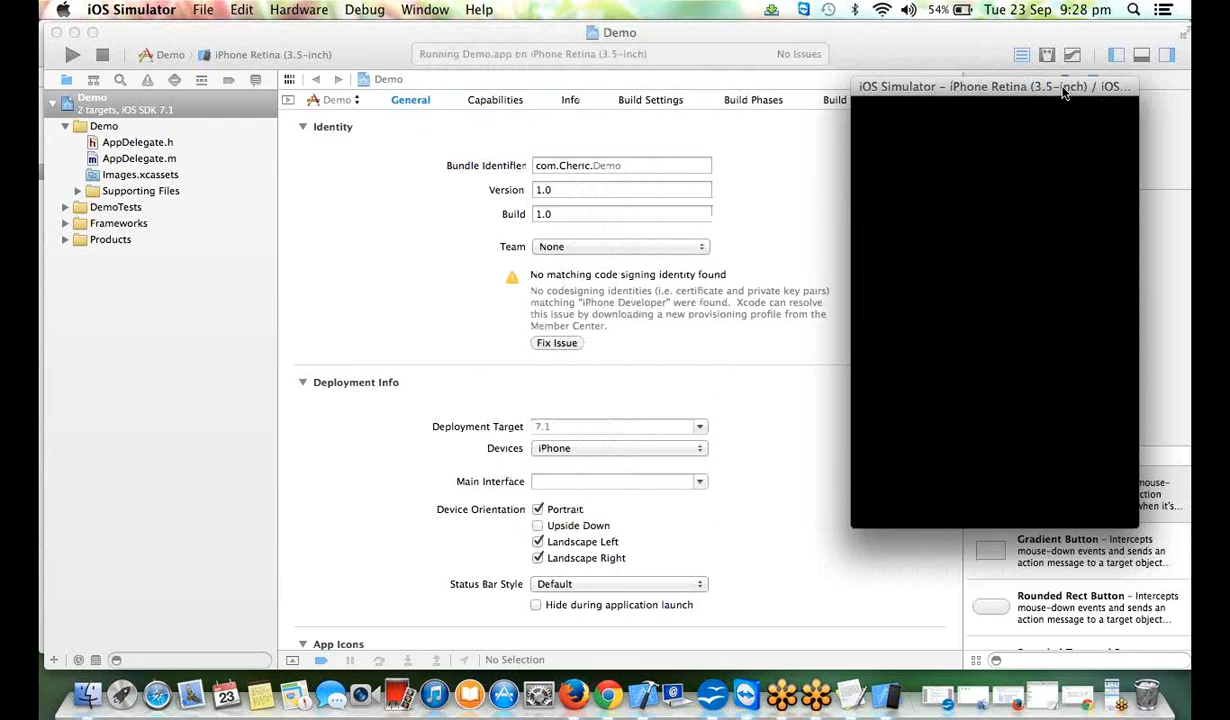 iOS Simulator File Edit Hardware Debug Window Help 54% Tue 23 Sep 9:28 pm
Demo
Demo iPhone Retina (3.5-inch) Running Demo.app on iPhone Retina (3.5-inch) No Issues
Demo
iOS Simulator – iPhone Retina (3.5-inch) / iOS...
Demo
2 targets, iOS SDK 7.1
Demo
AppDelegate.h
AppDelegate.m
Images.xcassets
Supporting Files
DemoTests
Frameworks
Products
Demo General Capabilities Info Build Settings Build Phases Build
Identity
Bundle Identifier com.Cheric.Demo
Version 1.0
Build 1.0
Team None
No matching code signing identity found
No codesigning identities (i.e. certificate and private key pairs)
matching "iPhone Developer" were found. Xcode can resolve
this issue by downloading a new provisioning profile from the
Member Center.
Fix Issue
Deployment Info
Deployment Target 7.1
Devices iPhone
Main Interface
Device Orientation Portrait
Upside Down
Landscape Left
Landscape Right
Status Bar Style Default
Hide during application launch
App Icons
No Selection
mouse-
ction
when it's...
Gradient Button – Intercepts
mouse-down events and sends an
action message to a target object...
Rounded Rect Button – Intercepts
mouse-down events and sends an
action message to a target object...
23